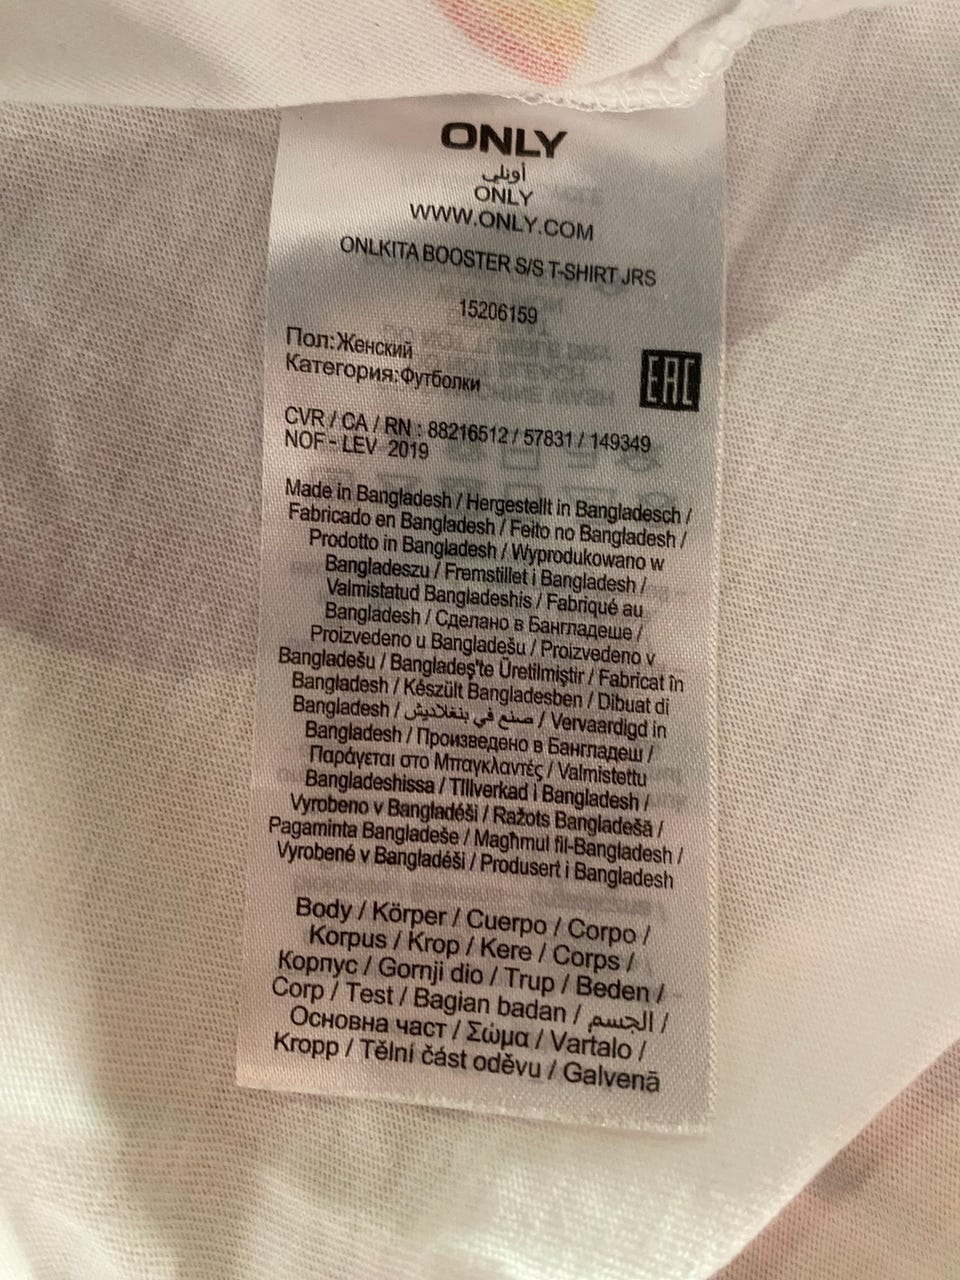 ONLY
أونلي
ONLY
WWW.ONLY.COM
ONLKITA BOOSTER S/S T-SHIRT JRS
15206159
Пол:Женский
Категория:Футболки
EAC
CVR / CA / RN : 88216512 / 57831 / 149349
NOF - LEV 2019
Made in Bangladesh / Hergestellt in Bangladesch /
Fabricado en Bangladesh / Feito no Bangladesh /
Prodotto in Bangladesh / Wyprodukowano w
Bangladeszu / Fremstillet i Bangladesh /
Valmistatud Bangladeshis / Fabriqué au
Bangladesh / Сделано в Бангладеше /
Proizvedeno u Bangladešu / Proizvedeno v
Bangladešu / Bangladeş'te Üretilmiştir / Fabricat în
Bangladesh / Készült Bangladesben / Dibuat di
Bangladesh / صنع في بنغلاديش / Vervaardigd in
Bangladesh / Произведено в Бангладеш /
Παράγεται στο Μπαγκλαντές / Valmistettu
Bangladeshissa / TIllverkad i Bangladesh /
Vyrobeno v Bangladéši / Ražots Bangladešā /
Pagaminta Bangladeše / Magħmul fil-Bangladesh /
Vyrobené v Bangladéši / Produsert i Bangladesh
Body / Körper / Cuerpo / Corpo /
Korpus / Krop / Kere / Corps /
Корпус / Gornji dio / Trup / Beden /
Corp / Test / Bagian badan / الجسم /
Основна част / Σώμα / Vartalo /
Kropp / Tělní část oděvu / Galvenā